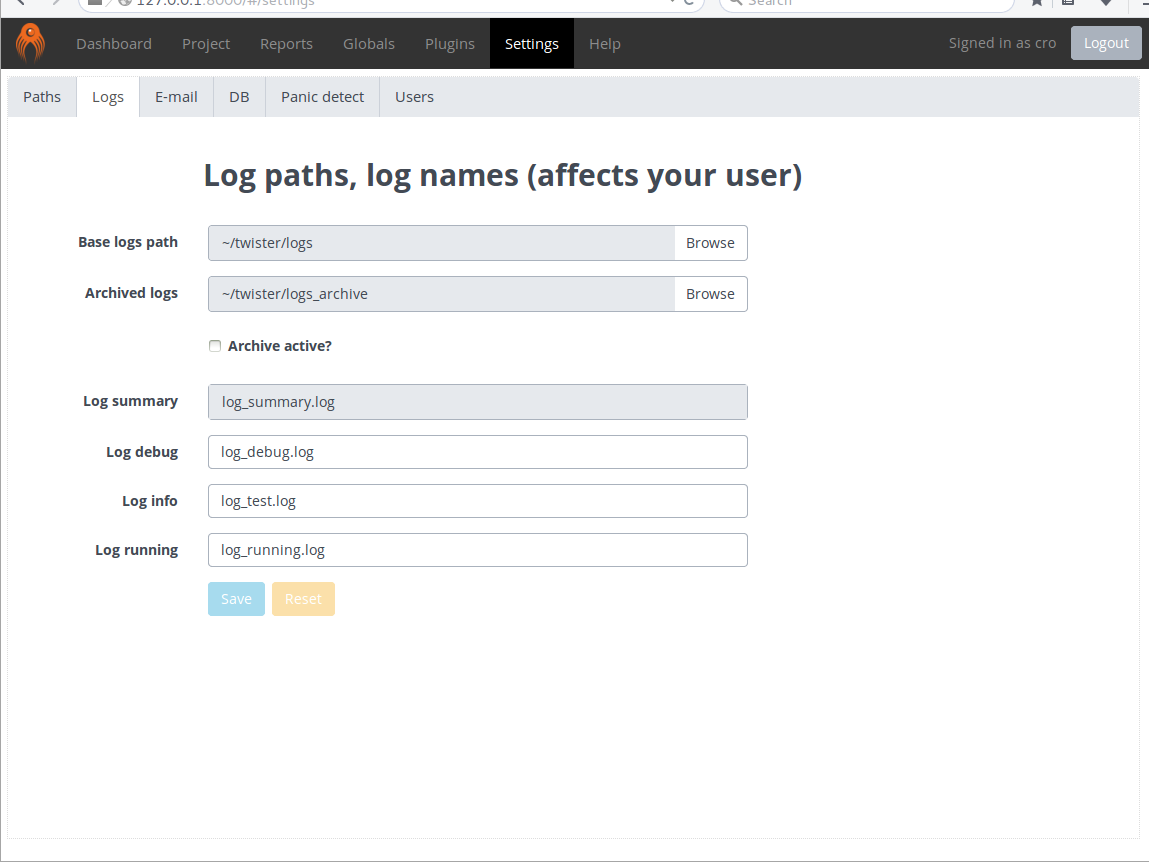 127.0.0.1:8000/#/settings Search
Dashboard Project Reports Globals Plugins Settings Help Signed in as cro Logout
Paths Logs E-mail DB Panic detect Users
Log paths, log names (affects your user)
Base logs path ~/twister/logs Browse
Archived logs ~/twister/logs_archive Browse
Archive active?
Log summary log_summary.log
Log debug log_debug.log
Log info log_test.log
Log running log_running.log
Save Reset